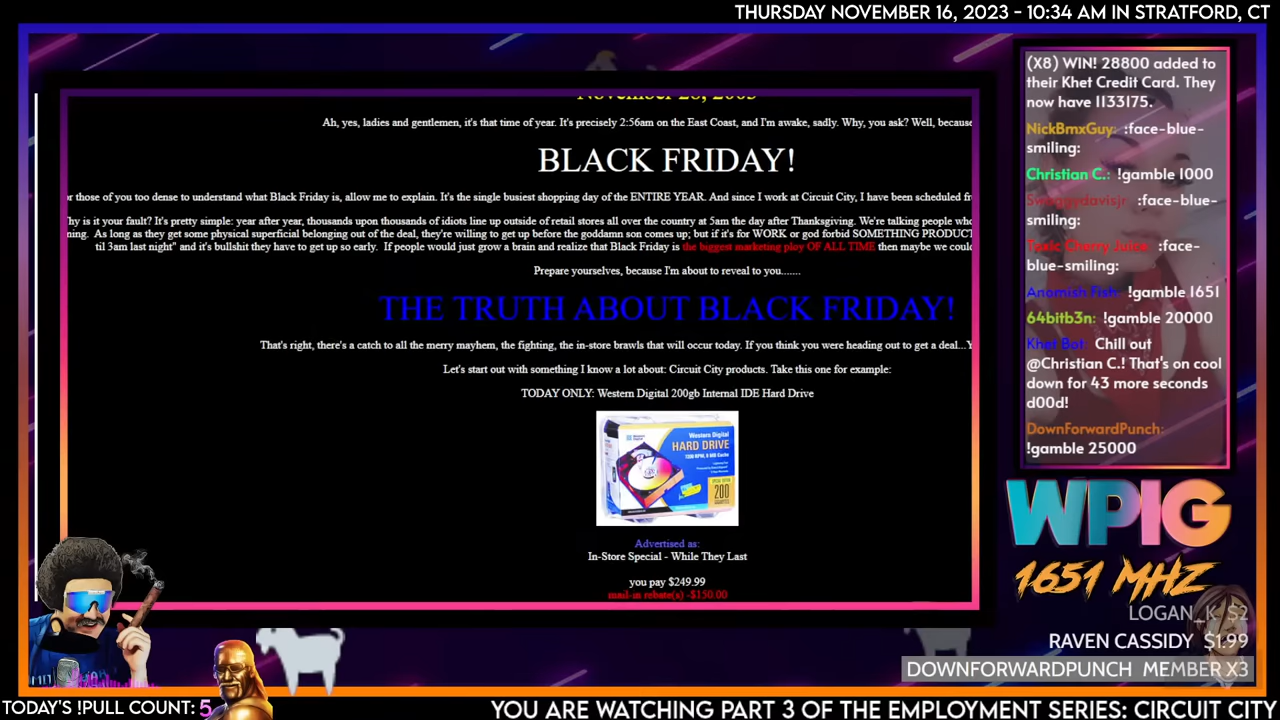 THURSDAY NOVEMBER 16, 2023 - 10:34 AM IN STRATFORD, CT
Ah, yes, ladies and gentlemen, it's that time of year. It's precisely 2:56am on the East Coast, and I'm awake, sadly. Why, you ask? Well, because
BLACK FRIDAY!
r those of you too dense to understand what Black Friday is, allow me to explain. It's the single busiest shopping day of the ENTIRE YEAR. And since I work at Circuit City, I have been scheduled fr
hy is it your fault? It's pretty simple: year after year, thousands upon thousands of idiots line up outside of retail stores all over the country at 5am the day after Thanksgiving. We're talking people who
ning. As long as they get some physical superficial belonging out of the deal, they're willing to get up before the goddamn son comes up; but if it's for WORK or god forbid SOMETHING PRODUCT
til 3am last night" and it's bullshit they have to get up so early. If people would just grow a brain and realize that Black Friday is the biggest marketing ploy OF ALL TIME then maybe we coul
Prepare yourselves, because I'm about to reveal to you.......
THE TRUTH ABOUT BLACK FRIDAY!
That's right, there's a catch to all the merry mayhem, the fighting, the in-store brawls that will occur today. If you think you were heading out to get a deal...Y
Let's start out with something I know a lot about: Circuit City products. Take this one for example:
TODAY ONLY: Western Digital 200gb Internal IDE Hard Drive
Western Digital
HARD DRIVE
200
Advertised as:
In-Store Special - While They Last
you pay $249.99
mail-in rebate(s) -$150.00
(X8) WIN! 28800 added to
their Khet Credit Card. They
now have 1133175.
NickBmxGuy: :face-blue-
smiling:
Christian C.: !gamble 1000
Swaggydavisjr: :face-blue-
smiling:
Toxic Cherry Juice: :face-
blue-smiling:
Anomish Fish: !gamble 1651
64bitb3n: !gamble 20000
Khet Bot: Chill out
@Christian C.! That's on cool
down for 43 more seconds
d00d!
DownForwardPunch:
!gamble 25000
WPIG
1651 MHZ
LOGAN_K $2
RAVEN CASSIDY $1.99
DOWNFORWARDPUNCH MEMBER X3
TODAY'S !PULL COUNT: 5
YOU ARE WATCHING PART 3 OF THE EMPLOYMENT SERIES: CIRCUIT CITY